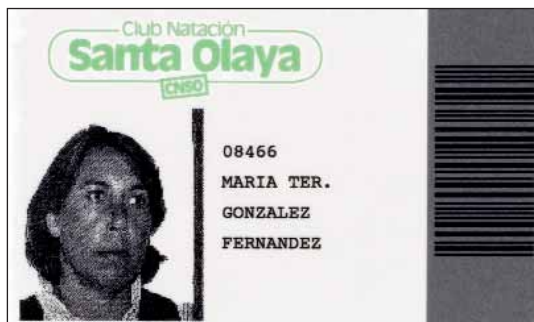 Club Natación
Santa Olaya
CNSO
08466
MARIA TER.
GONZALEZ
FERNANDEZ